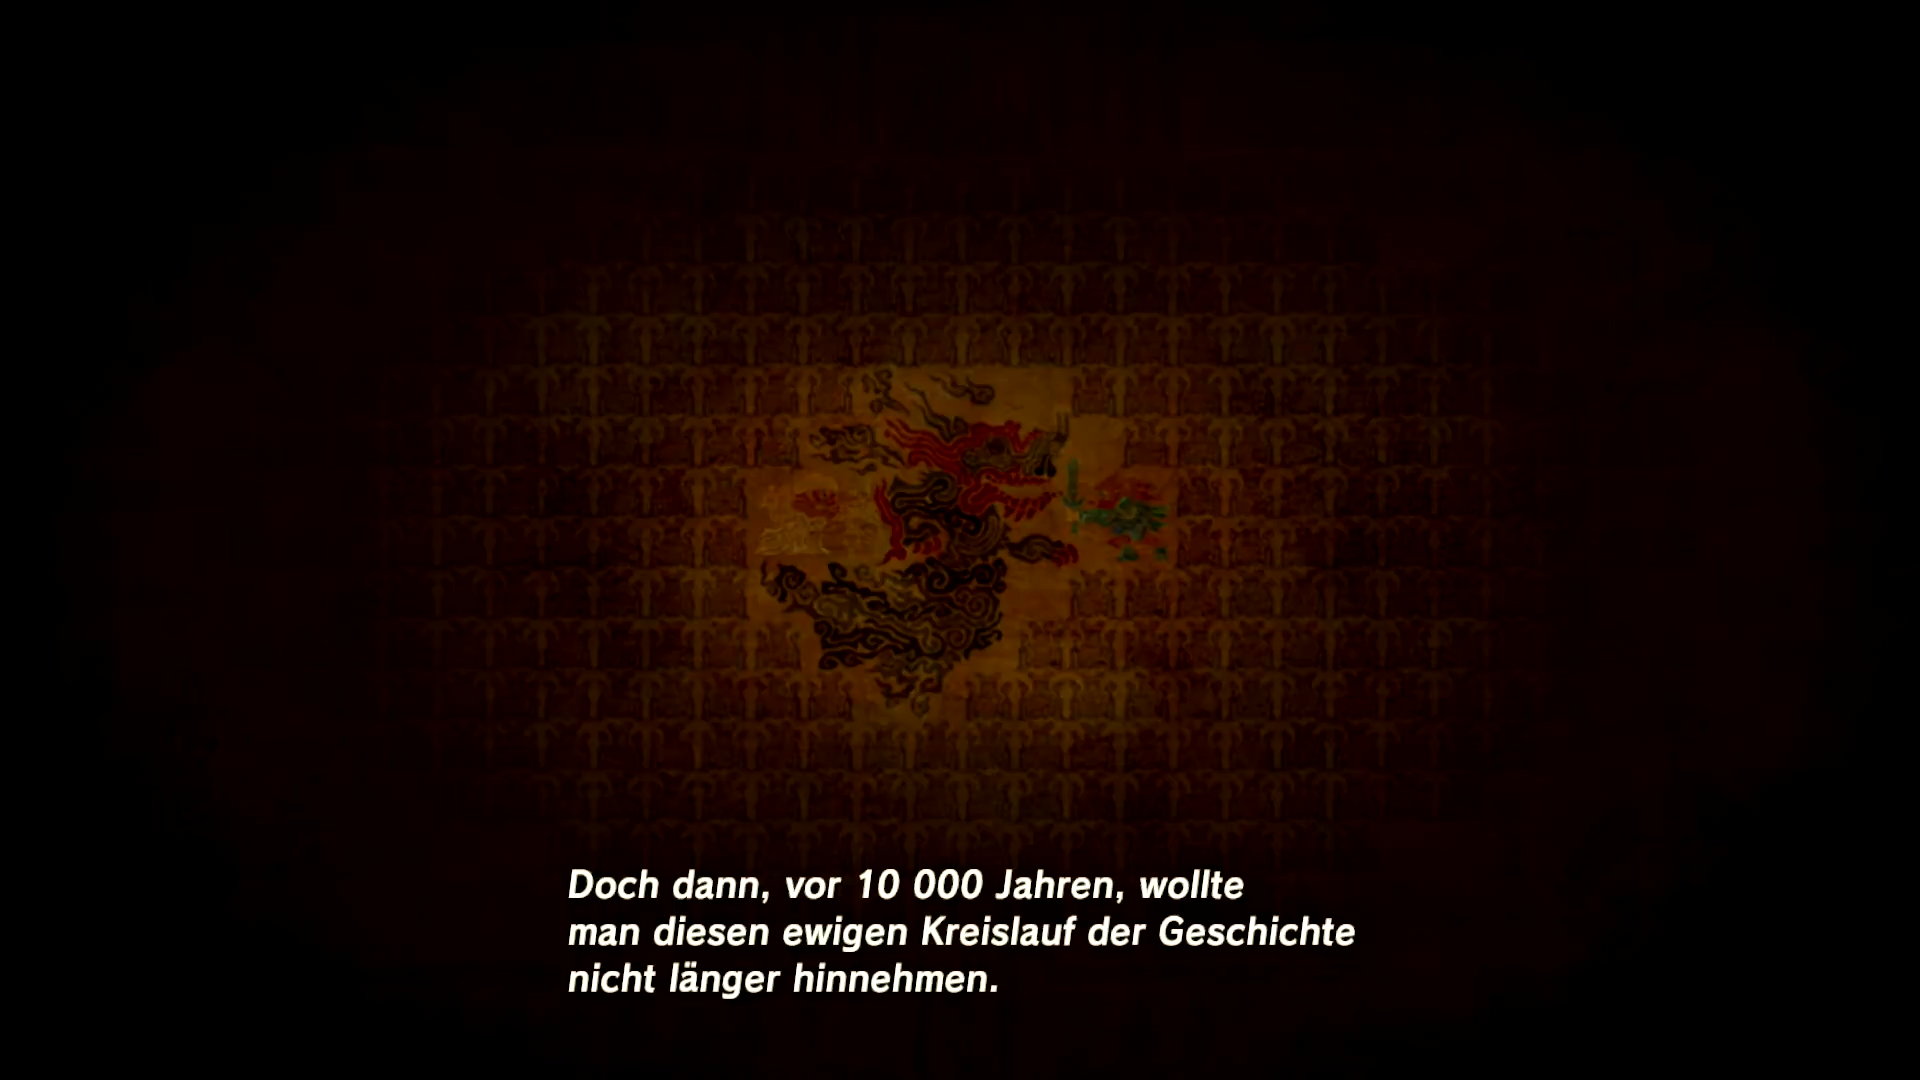 Doch dann, vor 10 000 Jahren, wollte
man diesen ewigen Kreislauf der Geschichte
nicht länger hinnehmen.